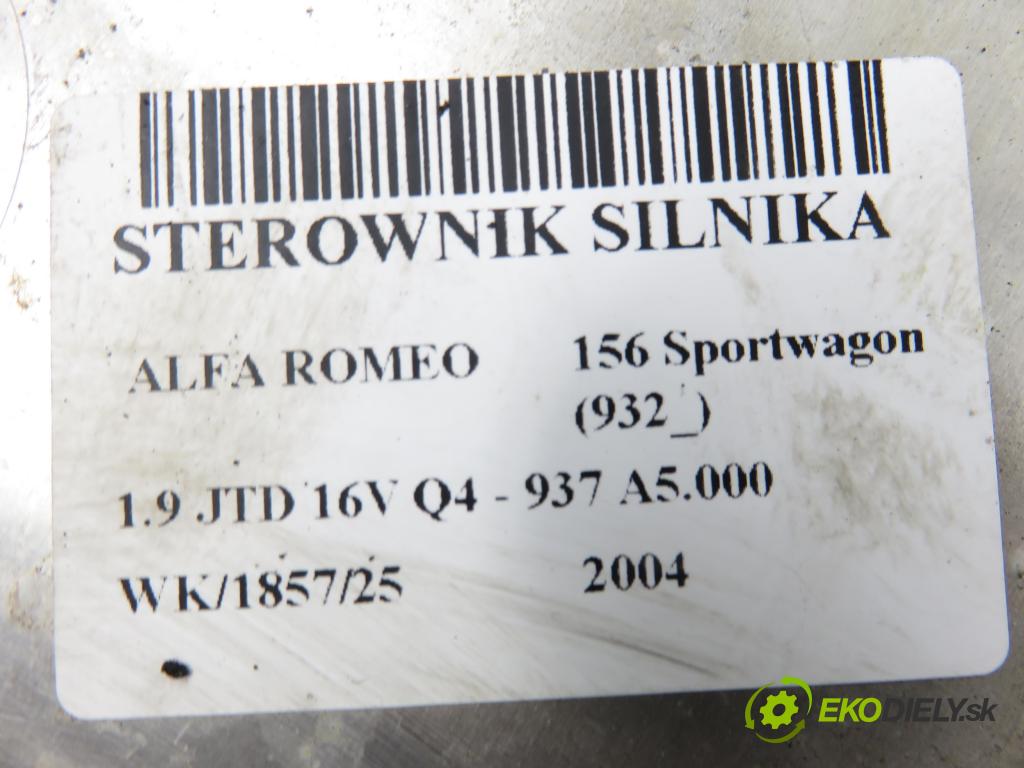 STEROWNIK SILNIKA
ALFA ROMEO 156 Sportwagon
(932_)
1.9 JTD 16V Q4 - 937 A5.000
WK/1857/25 2004
EKODIELY.sk